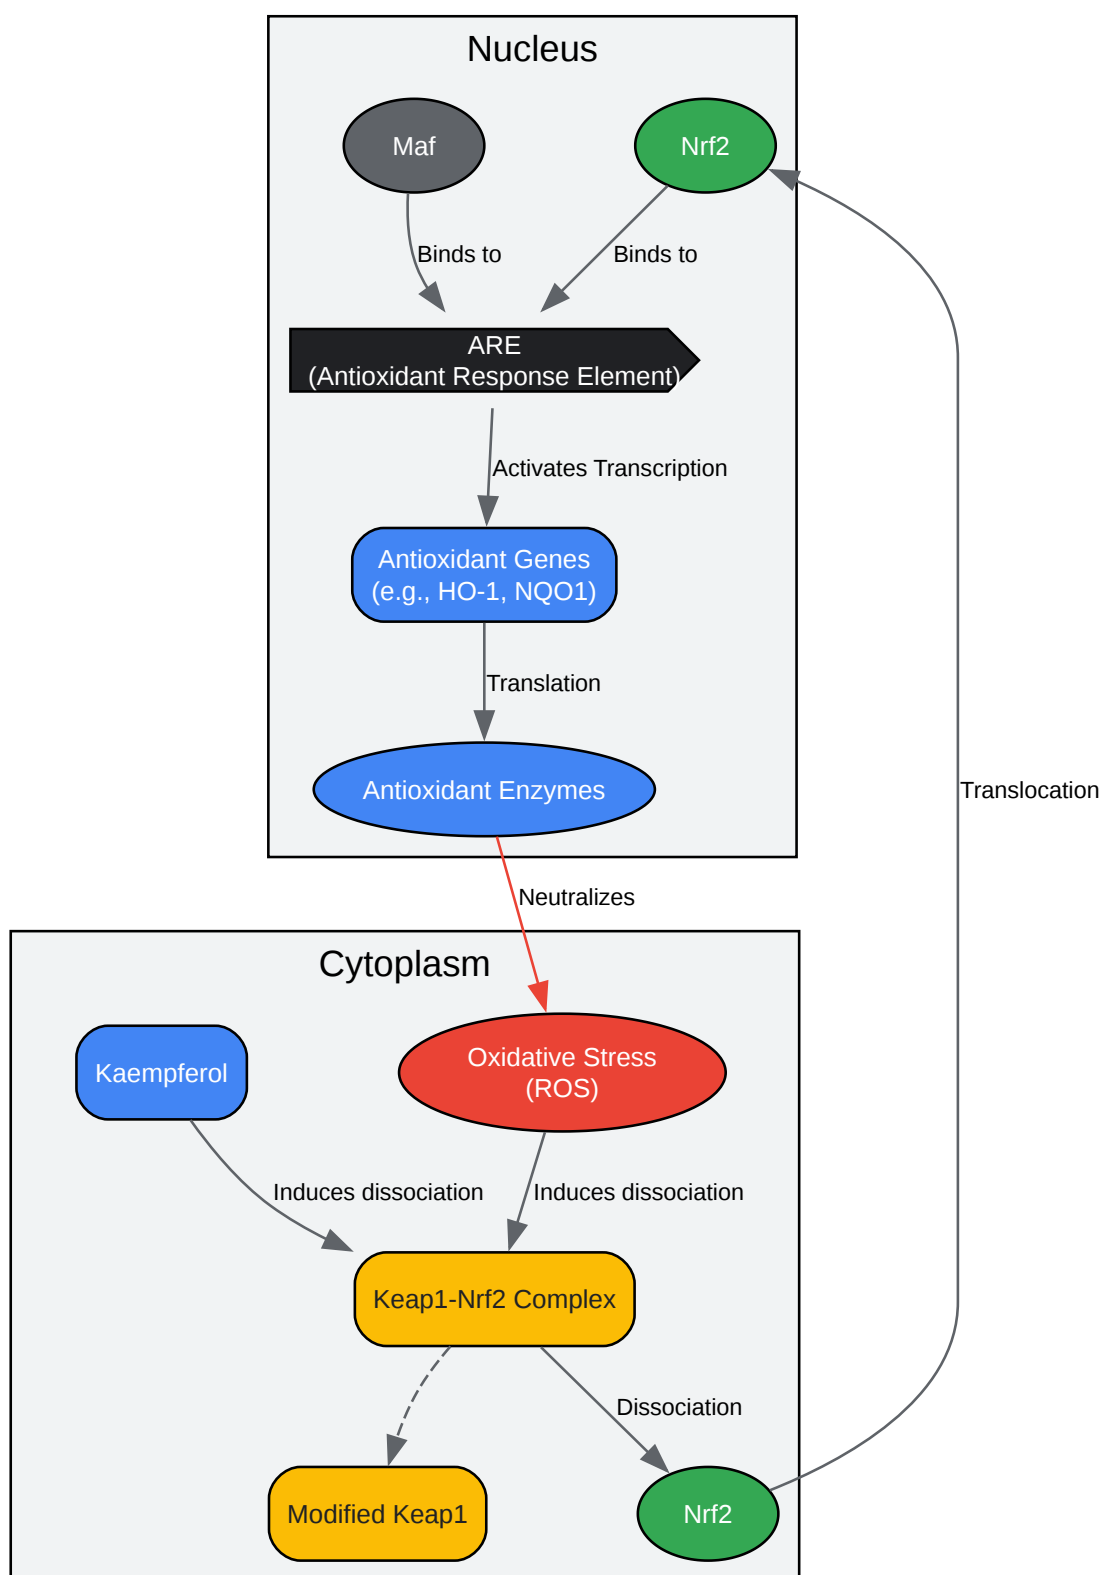 Nucleus
Maf
Nrf2
Binds to
Binds to
ARE
(Antioxidant Response Element)
Activates Transcription
Antioxidant Genes
(e.g., HO-1, NQO1)
Translation
Antioxidant Enzymes
Translocation
Neutralizes
Cytoplasm
Kaempferol
Oxidative Stress
(ROS)
Induces dissociation
Induces dissociation
Keap1-Nrf2 Complex
Dissociation
Modified Keap1
Nrf2